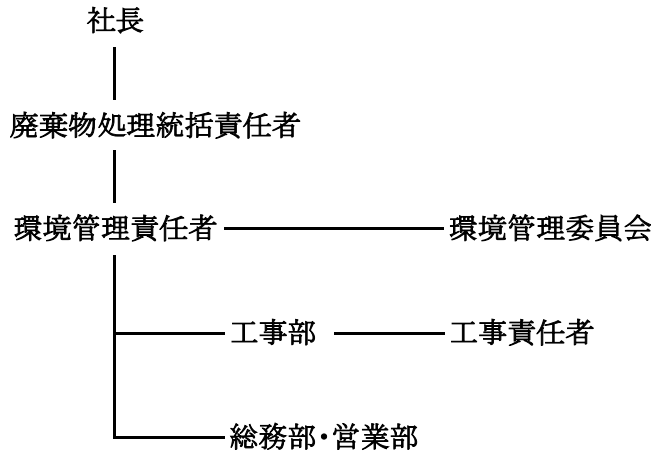 社長
廃棄物処理統括責任者
環境管理責任者
環境管理委員会
工事部
工事責任者
総務部・営業部